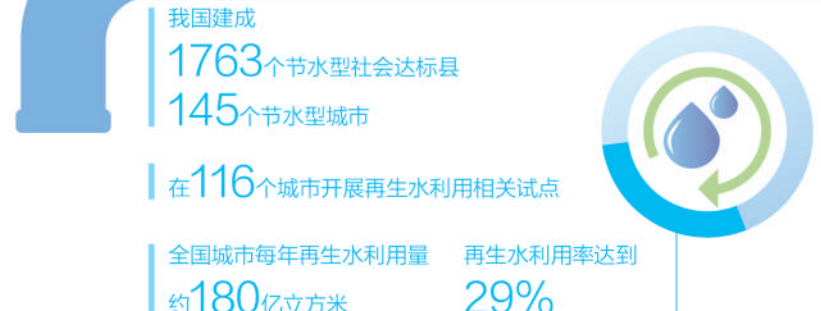 我国建成
1763个节水型社会达标县
145个节水型城市
在116个城市开展再生水利用相关试点
全国城市每年再生水利用量
约180亿立方米
再生水利用率达到
29%